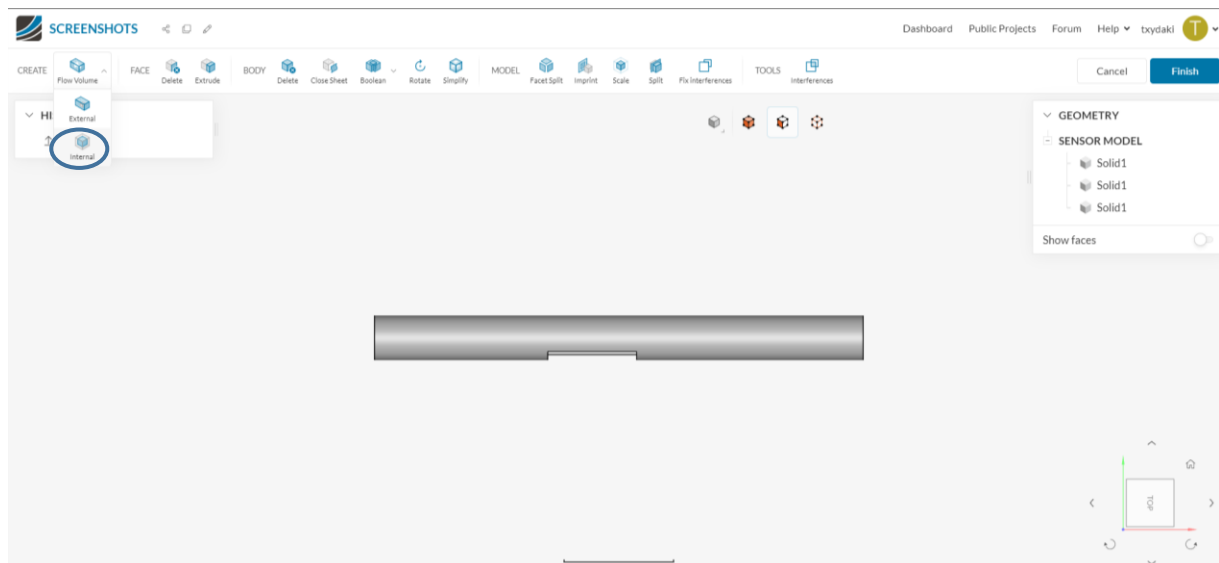 SCREENSHOTS
Dashboard Public Projects Forum Help txydaki T
CREATE Flow Volume FACE Delete Extrude BODY Delete Close Sheet Boolean Rotate Simplify MODEL Facet Split Imprint Scale Split Fix Interferences TOOLS Interferences Cancel Finish
HI
External
Internal
GEOMETRY
SENSOR MODEL
Solid1
Solid1
Solid1
Show faces
TOP